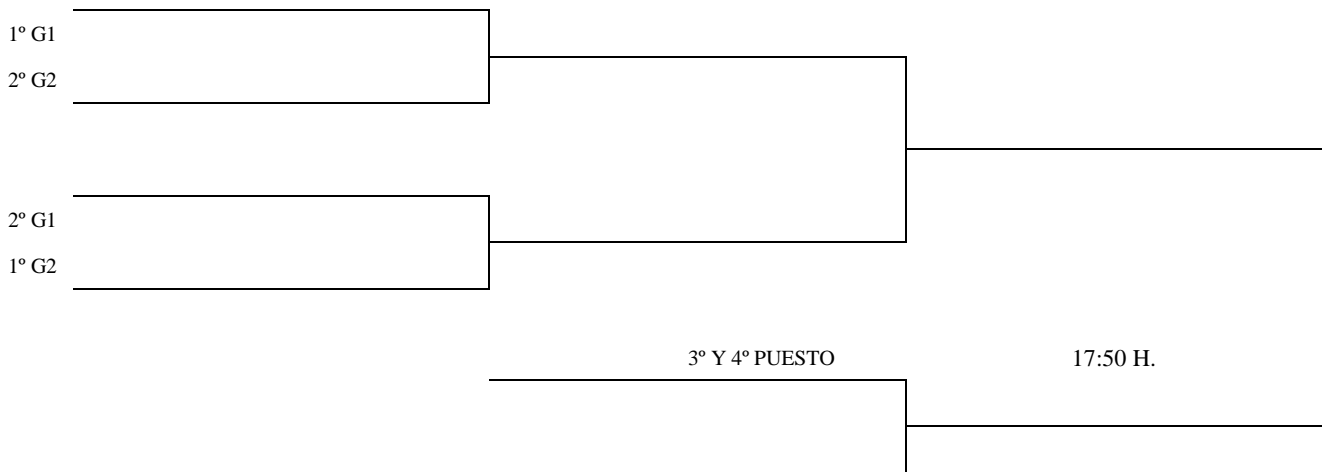 1º G1
2º G2
2º G1
1º G2
3º Y 4º PUESTO 17:50 H.